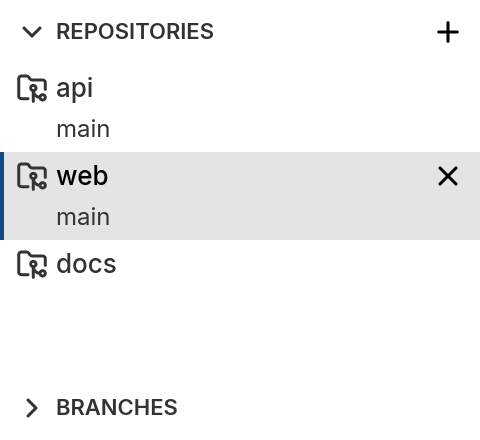 REPOSITORIES
api
main
web
main
docs
BRANCHES